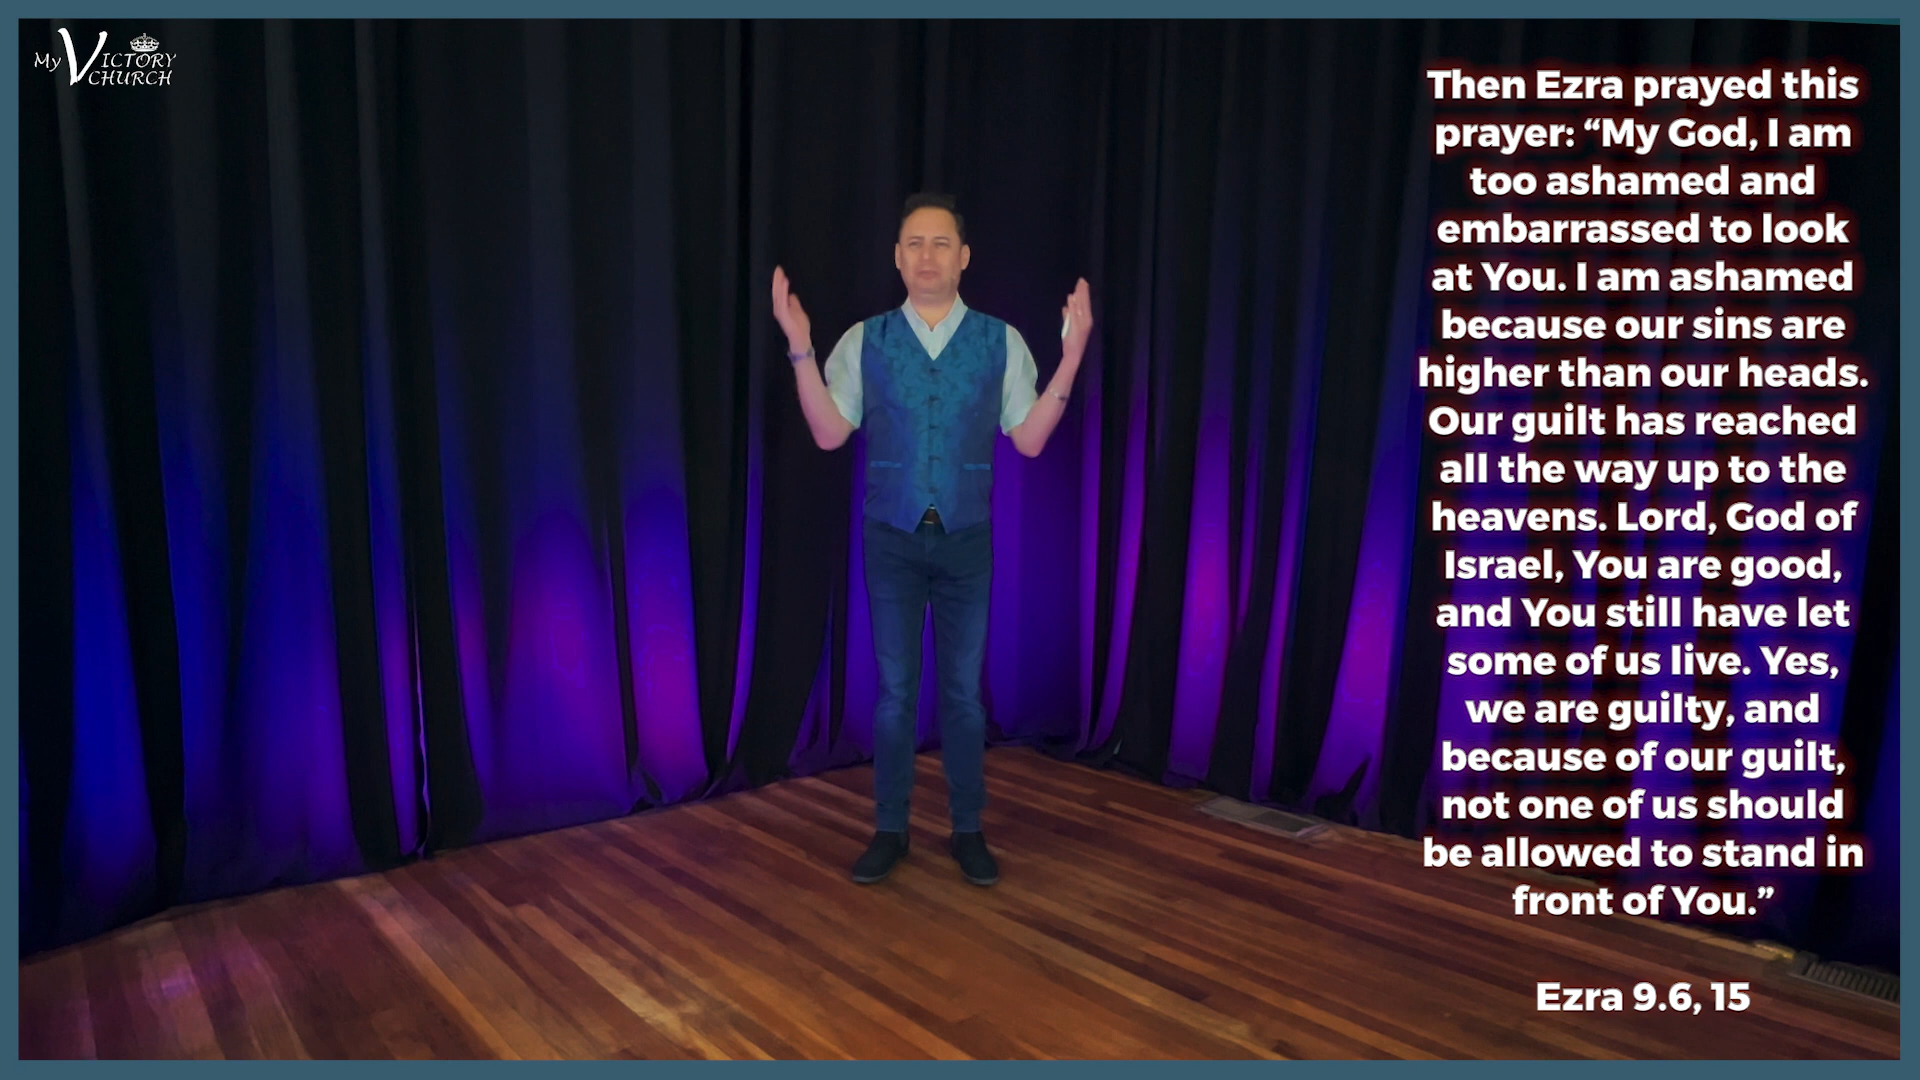 My VICTORY
CHURCH
Then Ezra prayed this
prayer: “My God, I am
too ashamed and
embarrassed to look
at You. I am ashamed
because our sins are
higher than our heads.
Our guilt has reached
all the way up to the
heavens. Lord, God of
Israel, You are good,
and You still have let
some of us live. Yes,
we are guilty, and
because of our guilt,
not one of us should
be allowed to stand in
front of You.”
Ezra 9.6, 15